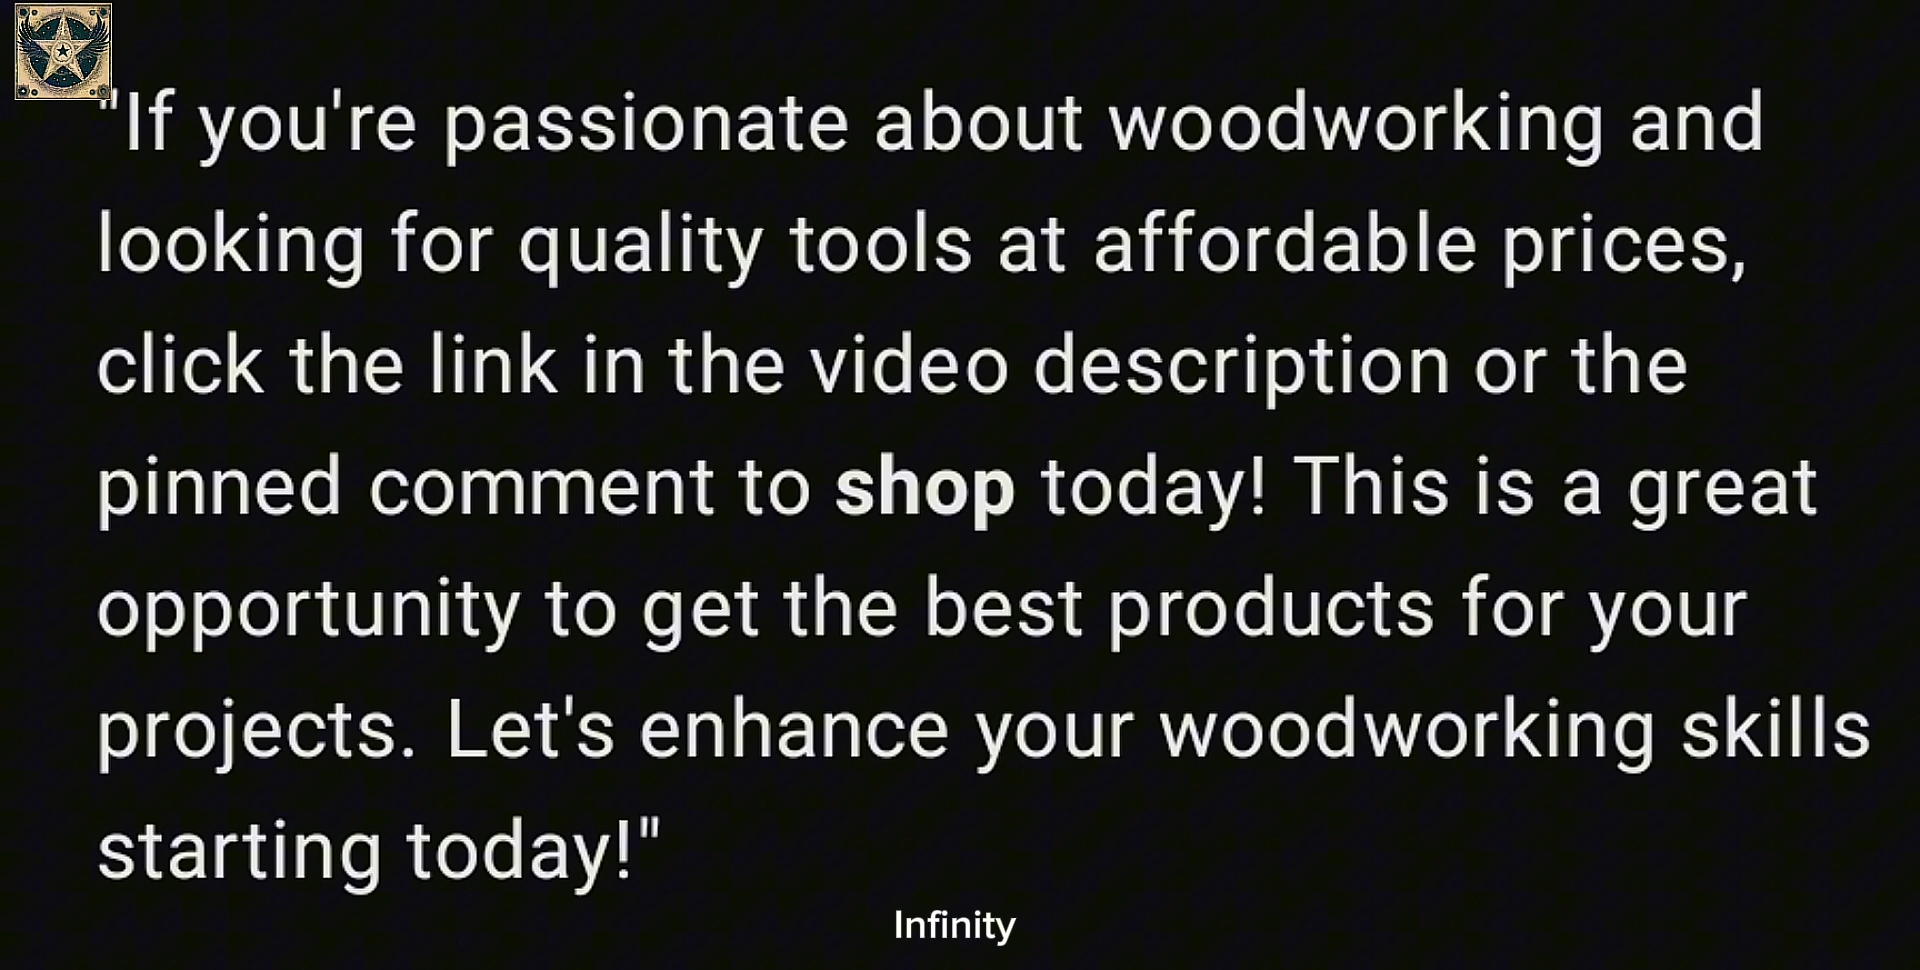 "If you're passionate about woodworking and
looking for quality tools at affordable prices,
click the link in the video description or the
pinned comment to shop today! This is a great
opportunity to get the best products for your
projects. Let's enhance your woodworking skills
starting today!"
Infinity